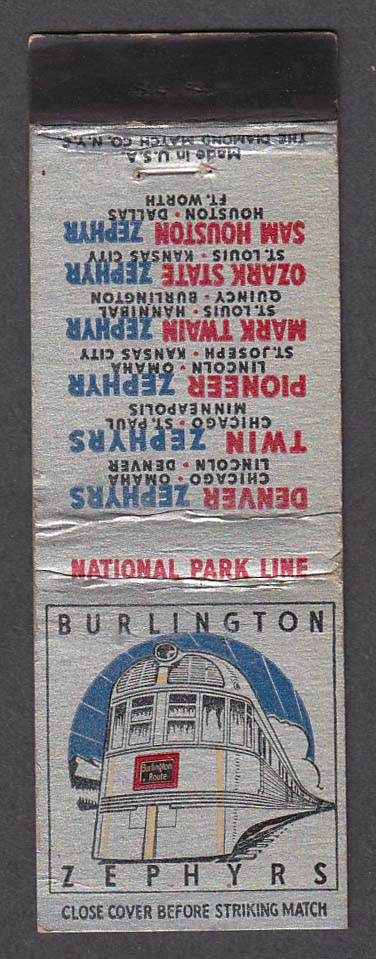 NATIONAL PARK LINE
BURLINGTON
Burlington
Route
ZEPHYRS
CLOSE COVER BEFORE STRIKING MATCH
DENVER ZEPHYRS
CHICAGO • OMAHA
LINCOLN • DENVER
TWIN ZEPHYRS
CHICAGO • ST. PAUL
MINNEAPOLIS
PIONEER ZEPHYR
LINCOLN • OMAHA
ST. JOSEPH • KANSAS CITY
MARK TWAIN ZEPHYR
ST. LOUIS • HANNIBAL
QUINCY • BURLINGTON
OZARK STATE ZEPHYR
ST. LOUIS • KANSAS CITY
SAM HOUSTON ZEPHYR
HOUSTON • DALLAS
FT. WORTH
Made in U.S.A.
THE DIAMOND MATCH CO. N.Y.C.